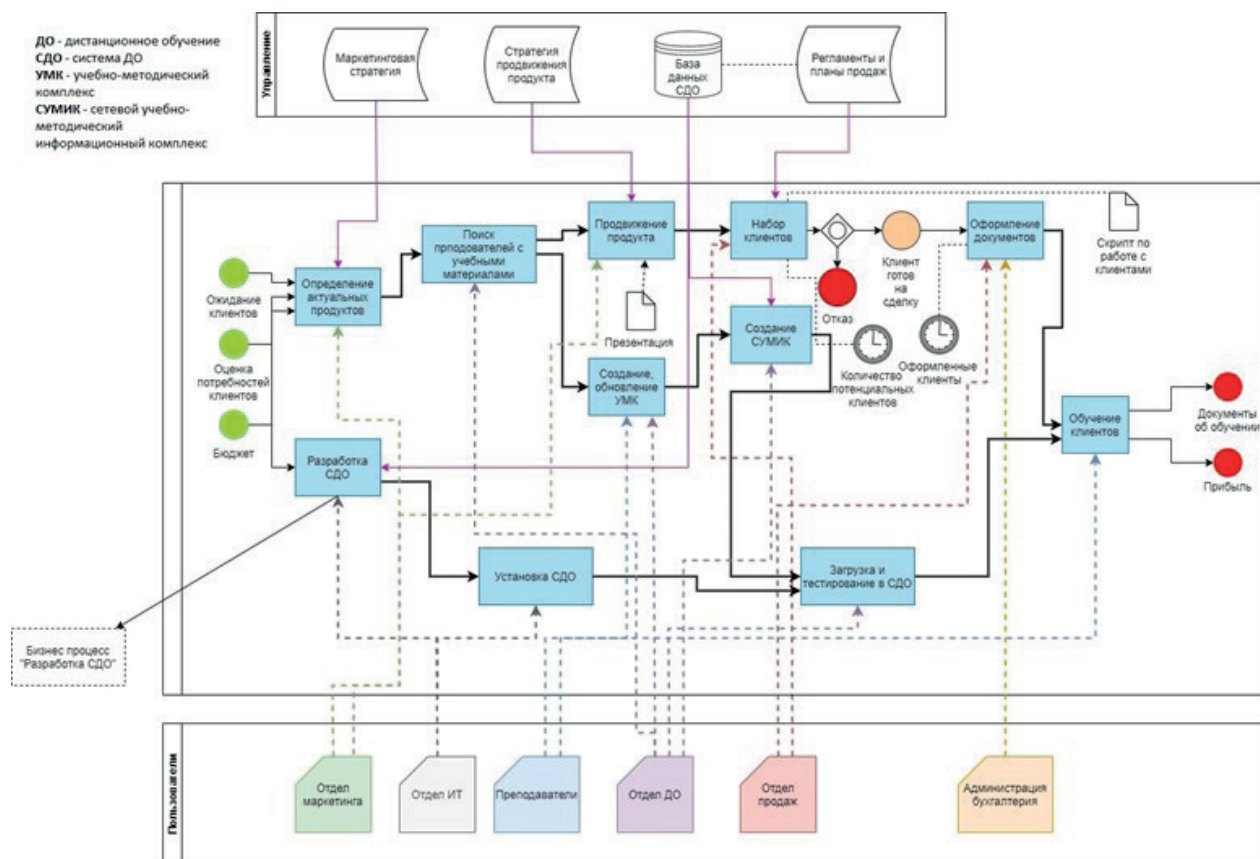 ДО - дистанционное обучение
СДО - система ДО
УМК - учебно-методический
комплекс
СУМИК - сетевой учебно-
методический
информационный комплекс
Управление
Маркетинговая
стратегия
Стратегия
продвижения
продукта
База
данных
СДО
Регламенты и
планы продаж
Ожидание
клиентов
Оценка
потребностей
клиентов
Бюджет
Определение
актуальных
продуктов
Поиск
прподователей с
учебными
материалами
Продвижение
продукта
Презентация
Набор
клиентов
Отказ
Клиент
готов
на
сделку
Оформление
документов
Скрипт по
работе с
клиентами
Создание
СУМИК
Количество
потенциальных
клиентов
Оформленные
клиенты
Создание,
обновление
УМК
Разработка
СДО
Обучение
клиентов
Документы
об обучении
Прибыль
Установка СДО
Загрузка и
тестирование в СДО
Бизнес процесс
"Разработка СДО"
Пользователи
Отдел
маркетинга
Отдел ИТ
Преподаватели
Отдел ДО
Отдел
продаж
Администрация
бухгалтерия